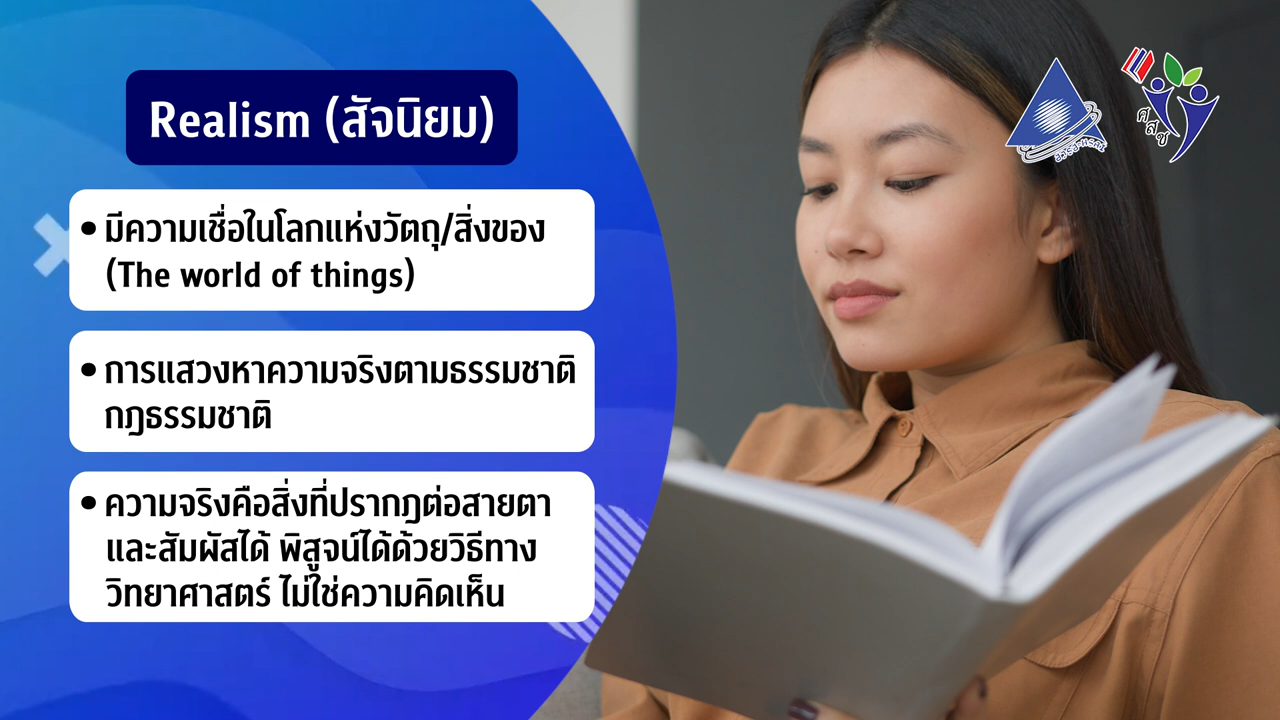 Realism (สัจนิยม)
• มีความเชื่อในโลกแห่งวัตถุ/สิ่งของ
(The world of things)
• การแสวงหาความจริงตามธรรมชาติ
กฎธรรมชาติ
• ความจริงคือสิ่งที่ปรากฎต่อสายตา
และสัมผัสได้ พิสูจน์ได้ด้วยวิธีทาง
วิทยาศาสตร์ ไม่ใช่ความคิดเห็น
ศสช